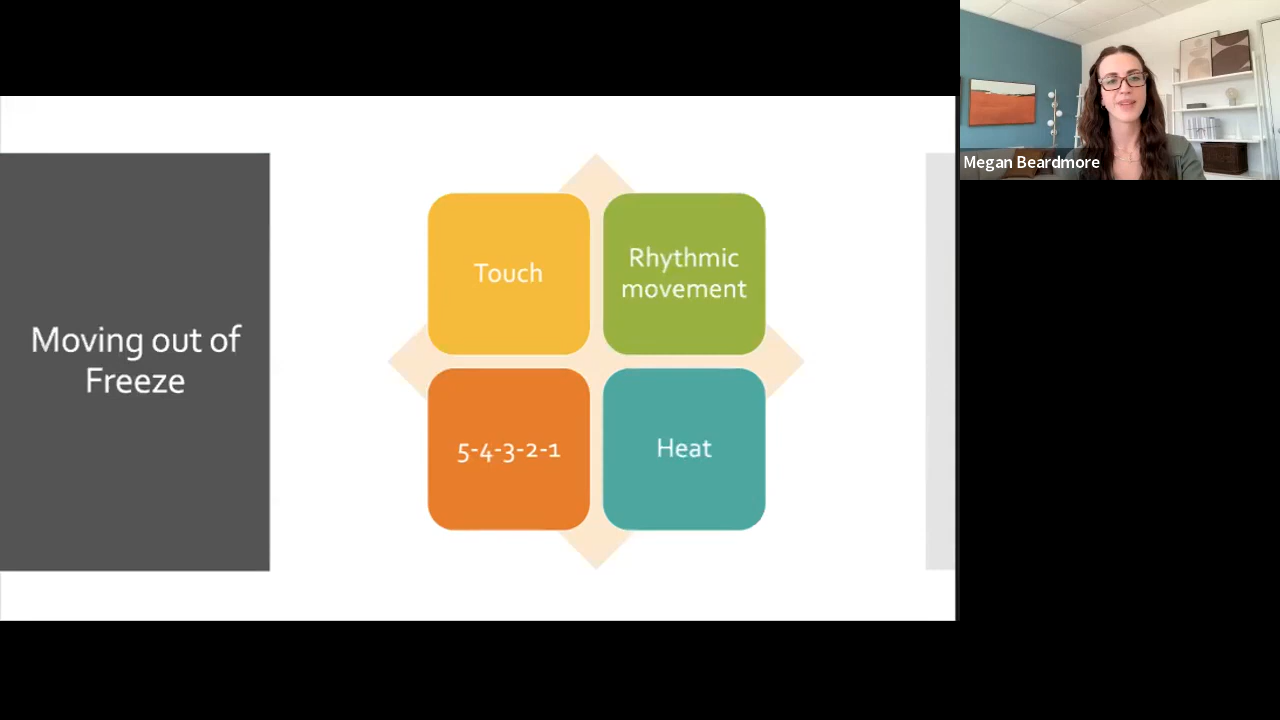 Moving out of
Freeze
Touch
Rhythmic
movement
5-4-3-2-1
Heat
Megan Beardmore